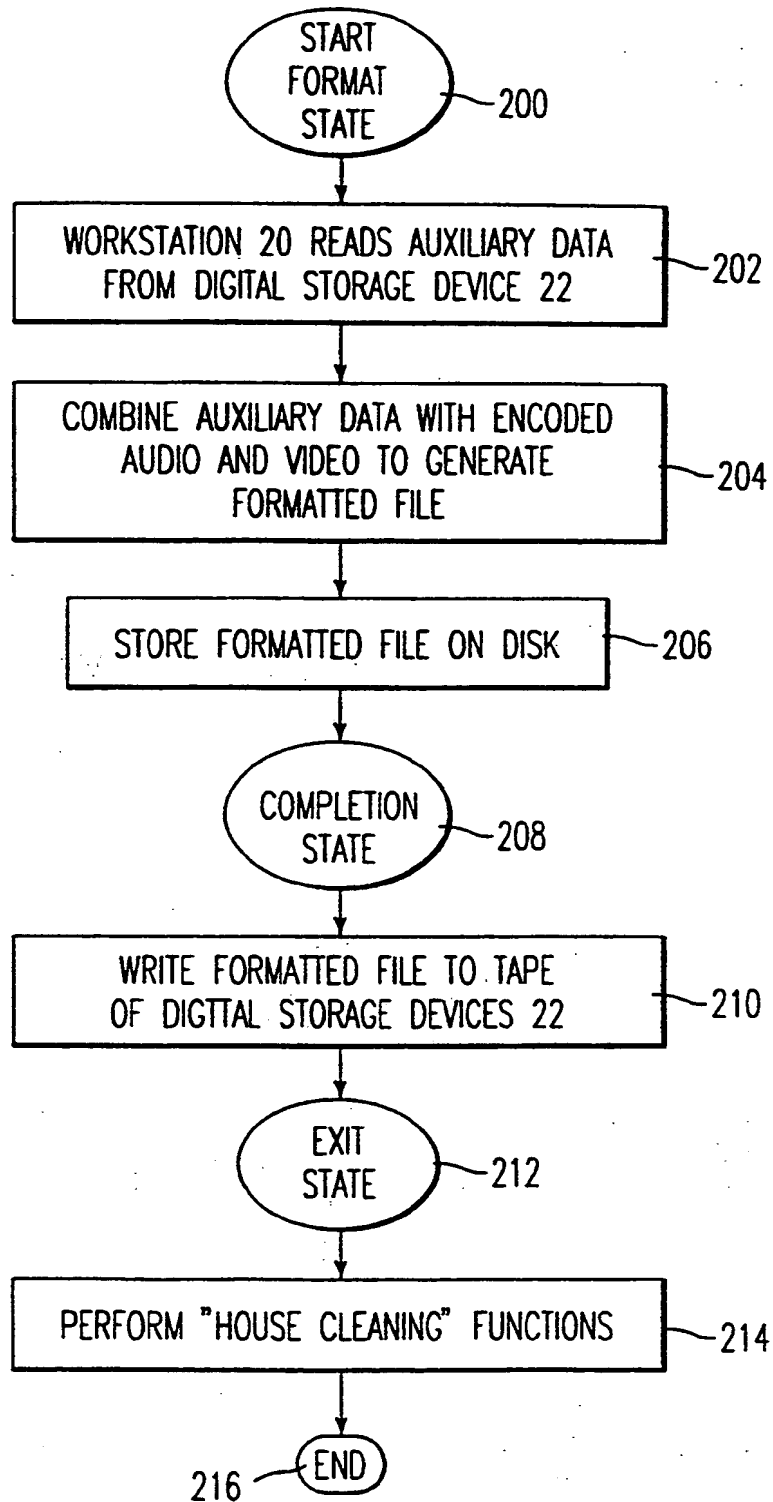 START
FORMAT
STATE
200
WORKSTATION 20 READS AUXILIARY DATA
FROM DIGITAL STORAGE DEVICE 22
202
COMBINE AUXILIARY DATA WITH ENCODED
AUDIO AND VIDEO TO GENERATE
FORMATTED FILE
204
STORE FORMATTED FILE ON DISK
206
COMPLETION
STATE
208
WRITE FORMATTED FILE TO TAPE
OF DIGTTAL STORAGE DEVICES 22
210
EXIT
STATE
212
PERFORM "HOUSE CLEANING" FUNCTIONS
214
END
216